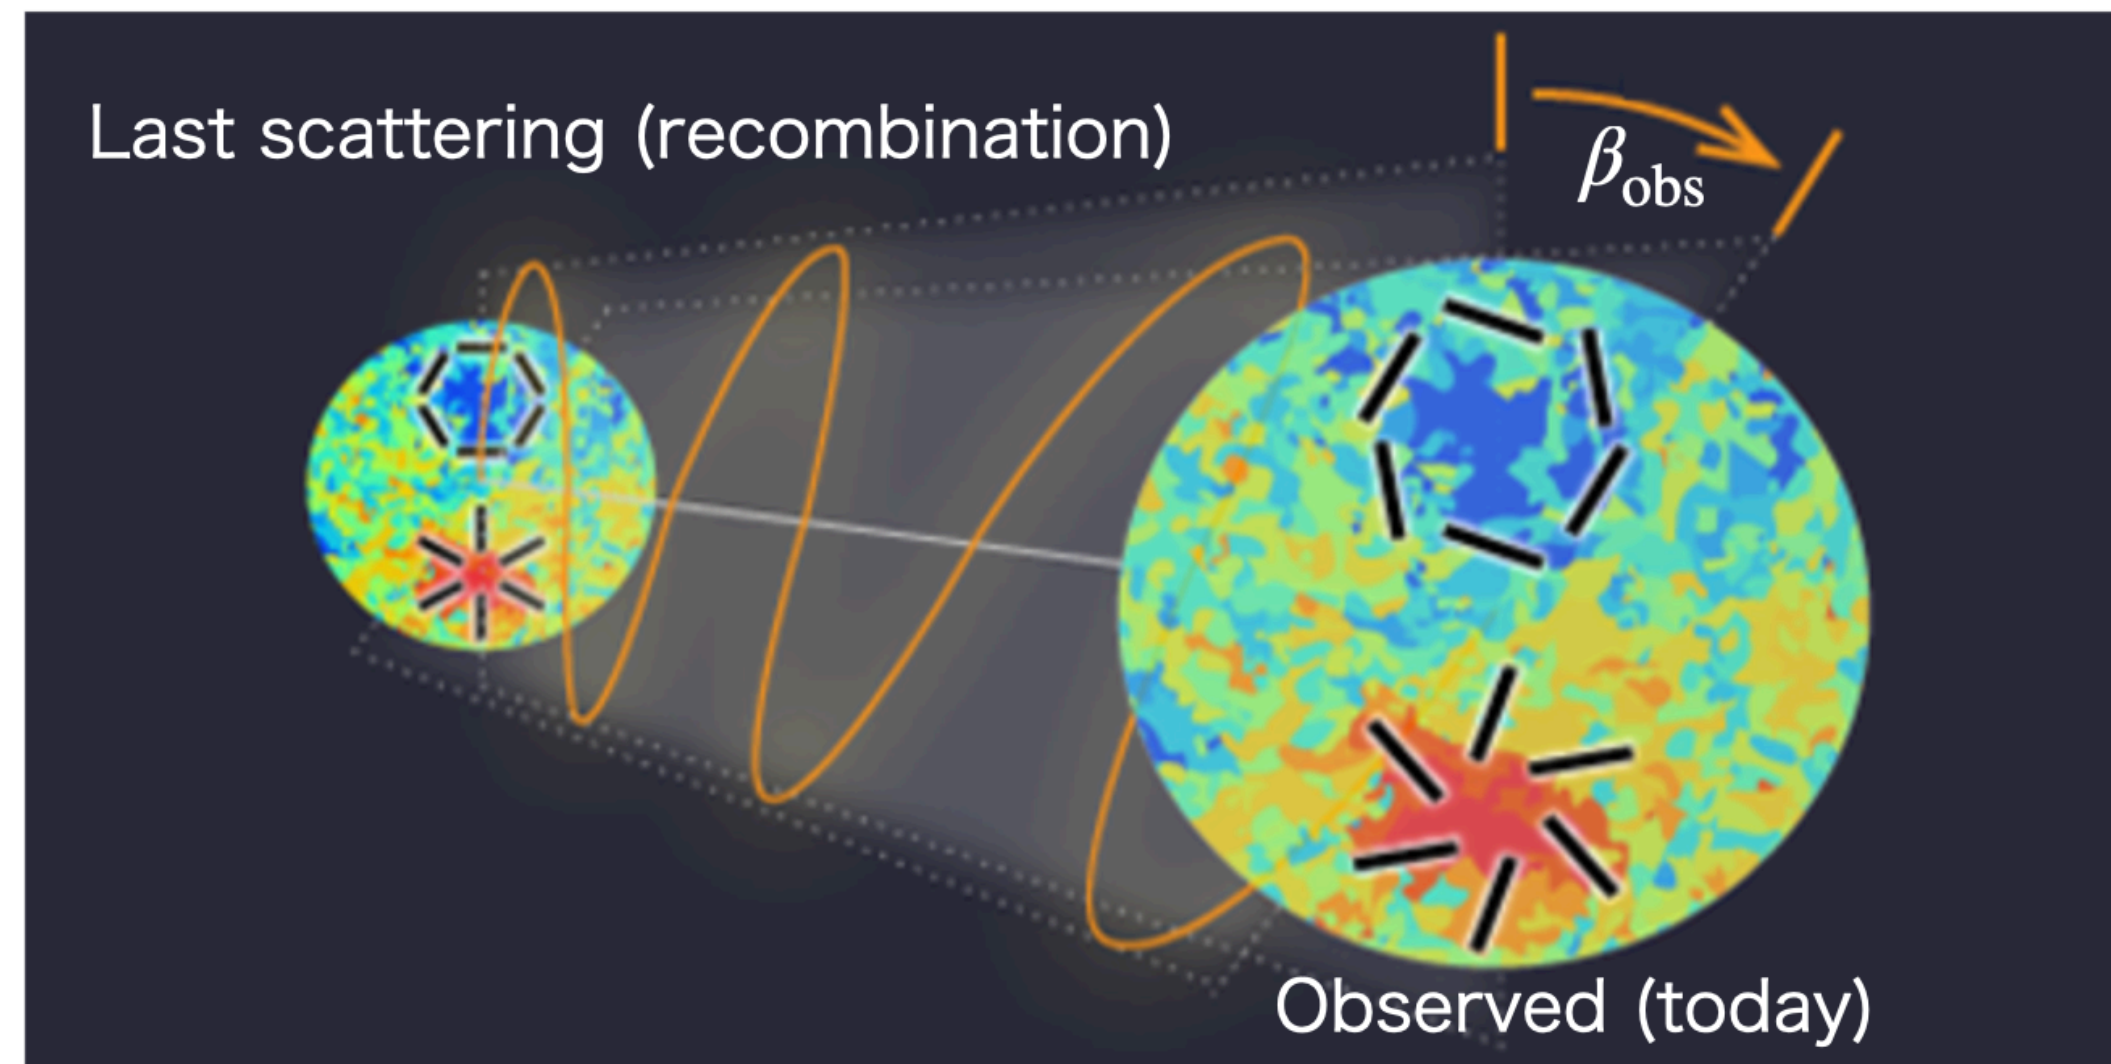 Last scattering (recombination)
βobs
Observed (today)